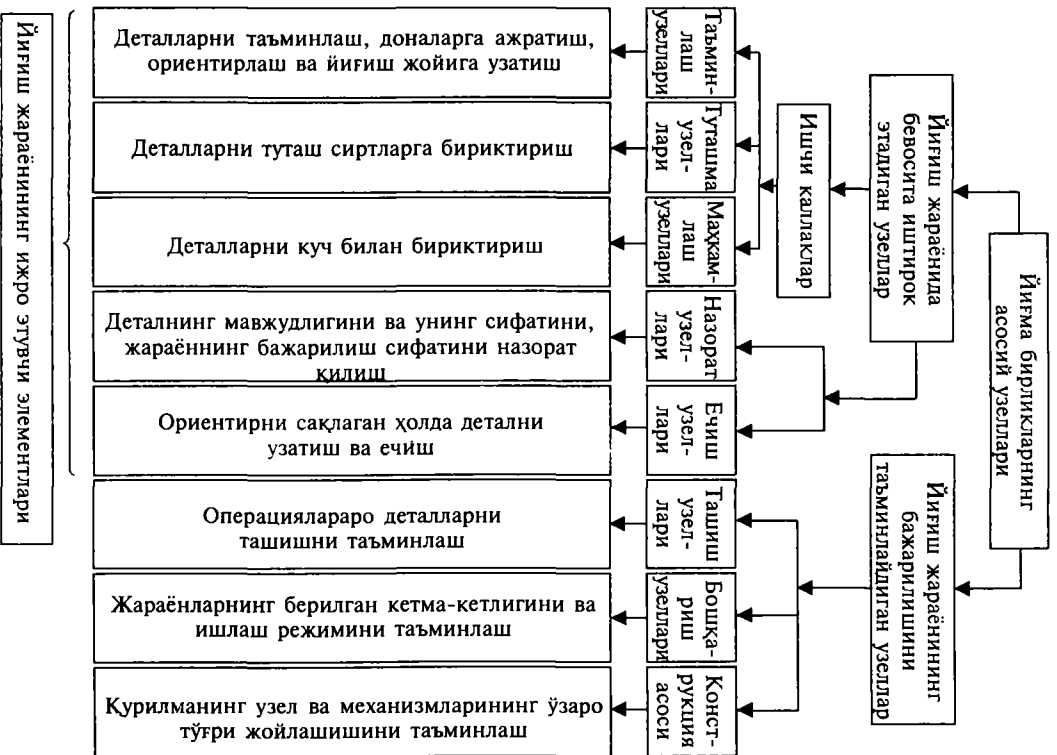 Йиғма бирликларнинг
асосий узеллари
Йиғиш жараёнида
бевосита иштирок
этадиган узеллар
Йиғиш жараёнининг
бажарилишини
таъминлайдиган узеллар
Ишчи каллаклар
Таъмин-
лаш
узеллари
Туташма
узел-
лари
Маҳкам-
лаш
узеллари
Назорат
узел-
лари
Ечиш
узел-
лари
Ташиш
узел-
лари
Бошқа-
риш
узеллари
Конст-
рукция
асоси
Деталларни таъминлаш, доналарга ажратиш,
ориентирлаш ва йиғиш жойига узатиш
Деталларни туташ сиртларга бириктириш
Деталларни куч билан бириктириш
Деталнинг мавжудлигини ва унинг сифатини,
жараённинг бажарилиш сифатини назорат
қилиш
Ориентирни сақлаган ҳолда детални
узатиш ва ечиш
Операциялараро деталларни
ташишни таъминлаш
Жараёнларнинг берилган кетма-кетлигини ва
ишлаш режимини таъминлаш
Қурилманинг узел ва механизмларининг ўзаро
тўғри жойлашишини таъминлаш
Йиғиш жараёнининг ижро этувчи элементлари